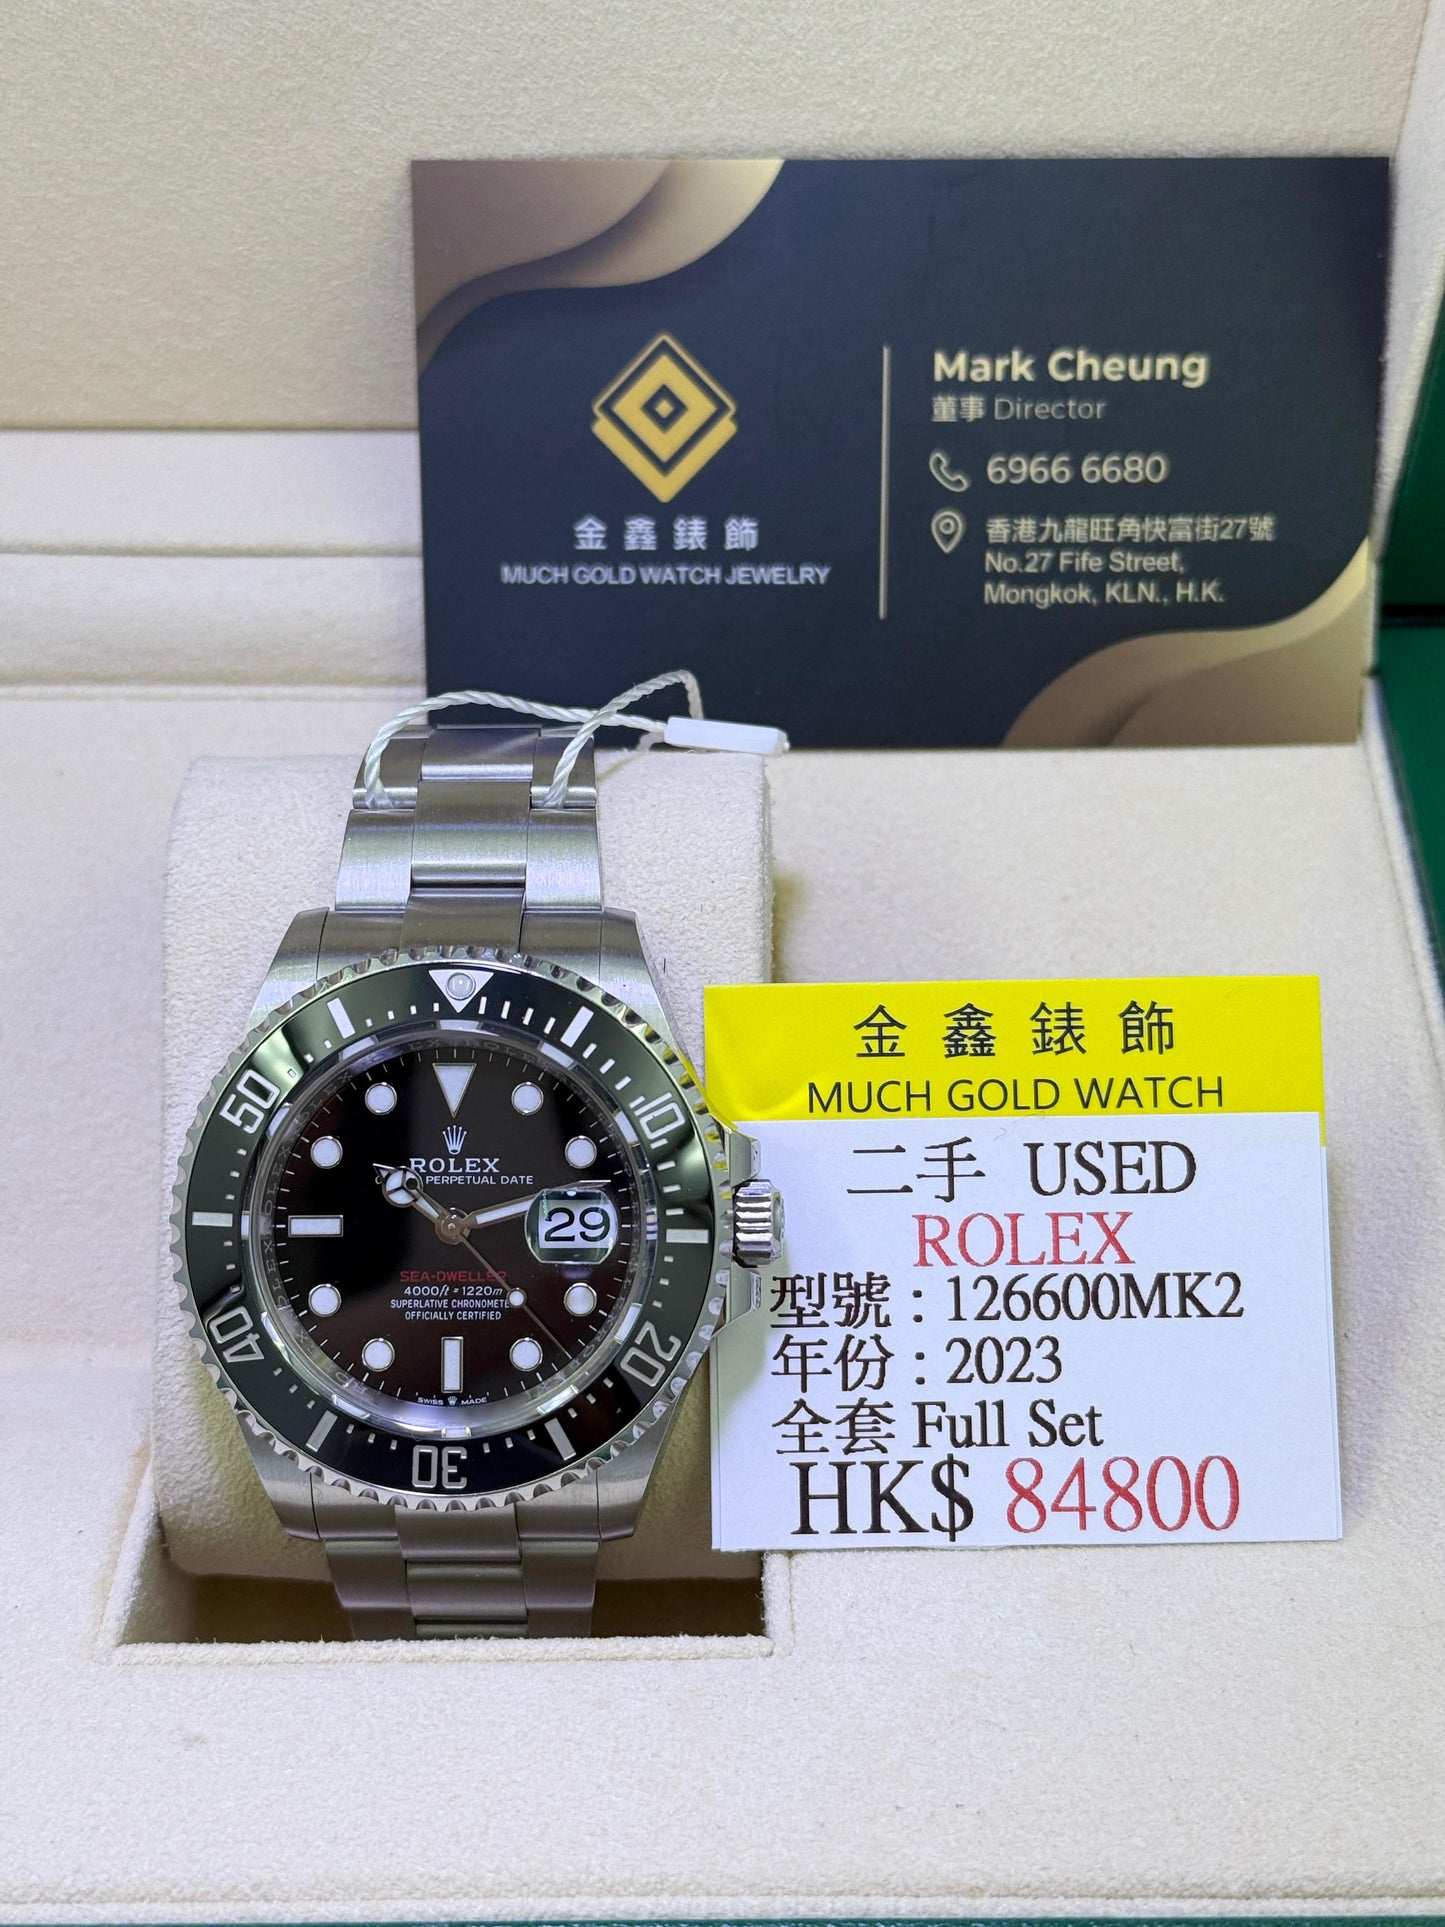 Mark Cheung
董事 Director
6966 6680
香港九龍旺角快富街27號
No.27 Fife Street,
Mongkok, KLN., H.K.
金鑫錶飾
MUCH GOLD WATCH JEWELRY
50
10
20
30
40
ROLEX
PERPETUAL DATE
29
SEA-DWELLER
4000ft = 1220m
SUPERLATIVE CHRONOMETE
OFFICIALLY CERTIFIED
SWISS MADE
金鑫錶飾
MUCH GOLD WATCH
二手 USED
ROLEX
型號：126600MK2
年份：2023
全套 Full Set
HK$ 84800